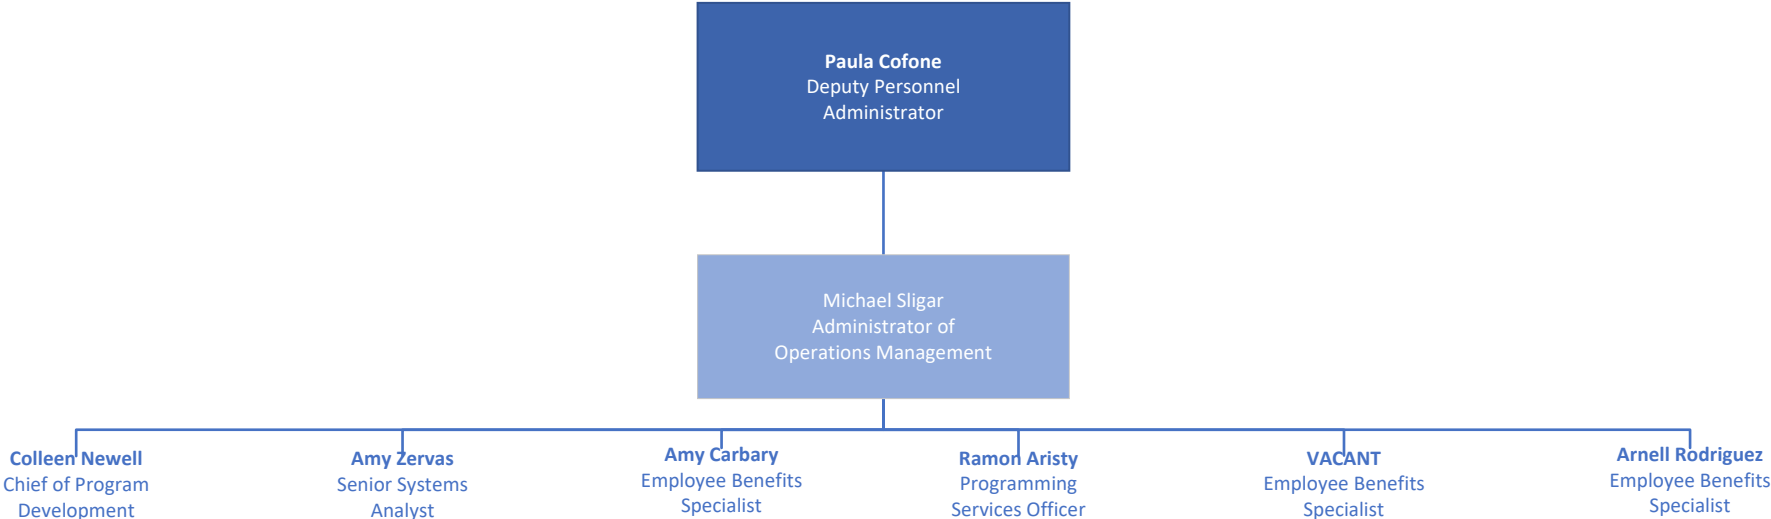 Paula Cofone
Deputy Personnel
Administrator
Michael Sligar
Administrator of
Operations Management
Colleen Newell
Chief of Program
Development
Amy Zervas
Senior Systems
Analyst
Amy Carbary
Employee Benefits
Specialist
Ramon Aristy
Programming
Services Officer
VACANT
Employee Benefits
Specialist
Arnell Rodriguez
Employee Benefits
Specialist